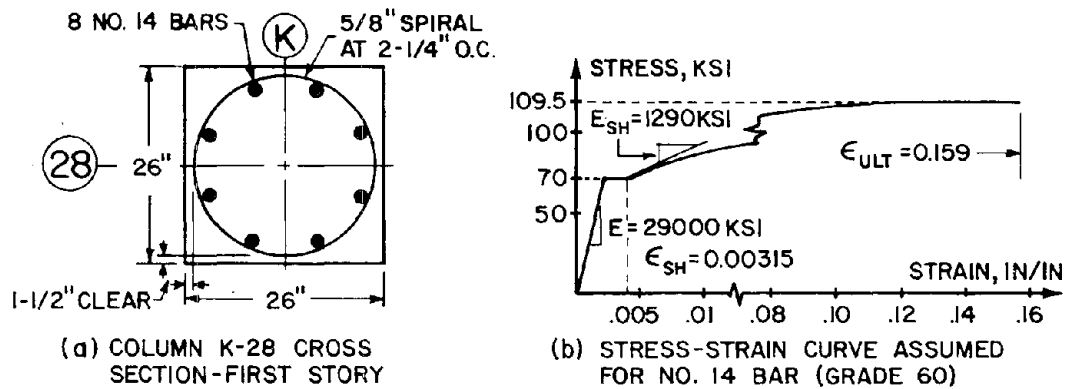 8 NO. 14 BARS
K
5/8" SPIRAL
AT 2-1/4" O.C.
28
26"
1-1/2" CLEAR
26"
(a) COLUMN K-28 CROSS
SECTION-FIRST STORY
STRESS, KSI
109.5
100
70
50
E_SH=1290KSI
ϵ_ULT=0.159
E=29000KSI
ϵ_SH=0.00315
STRAIN, IN/IN
.005 .01 .08 .10 .12 .14 .16
(b) STRESS-STRAIN CURVE ASSUMED
FOR NO. 14 BAR (GRADE 60)